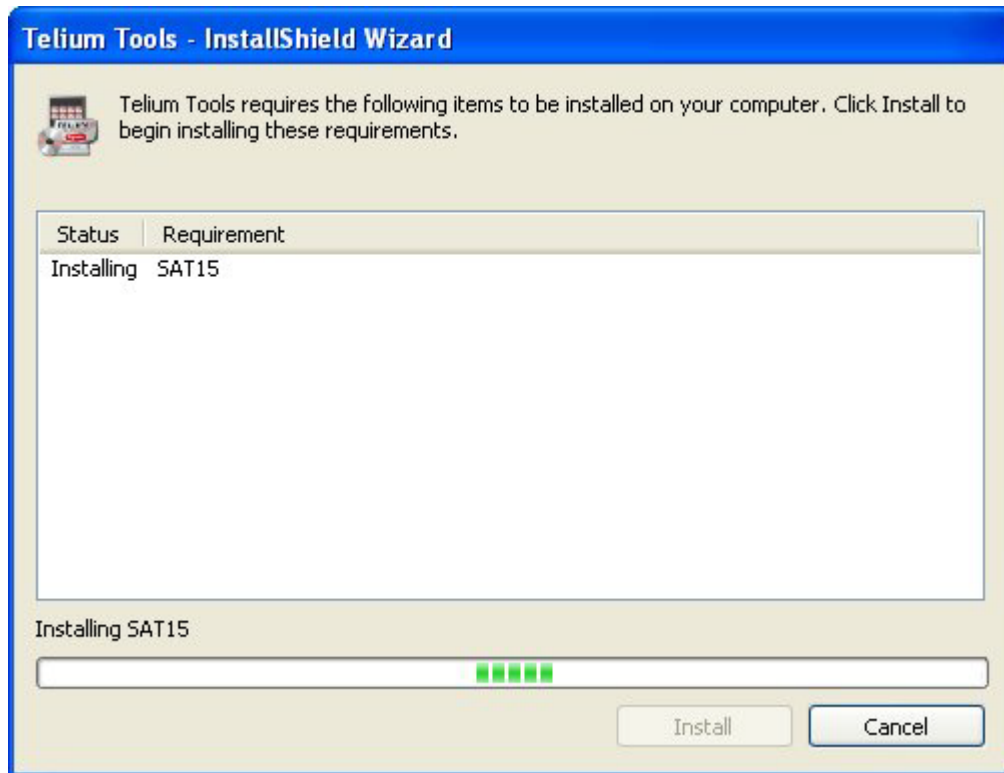 Telium Tools - InstallShield Wizard
Telium Tools requires the following items to be installed on your computer. Click Install to
begin installing these requirements.
Status Requirement
Installing SAT15
Installing SAT15
Install Cancel